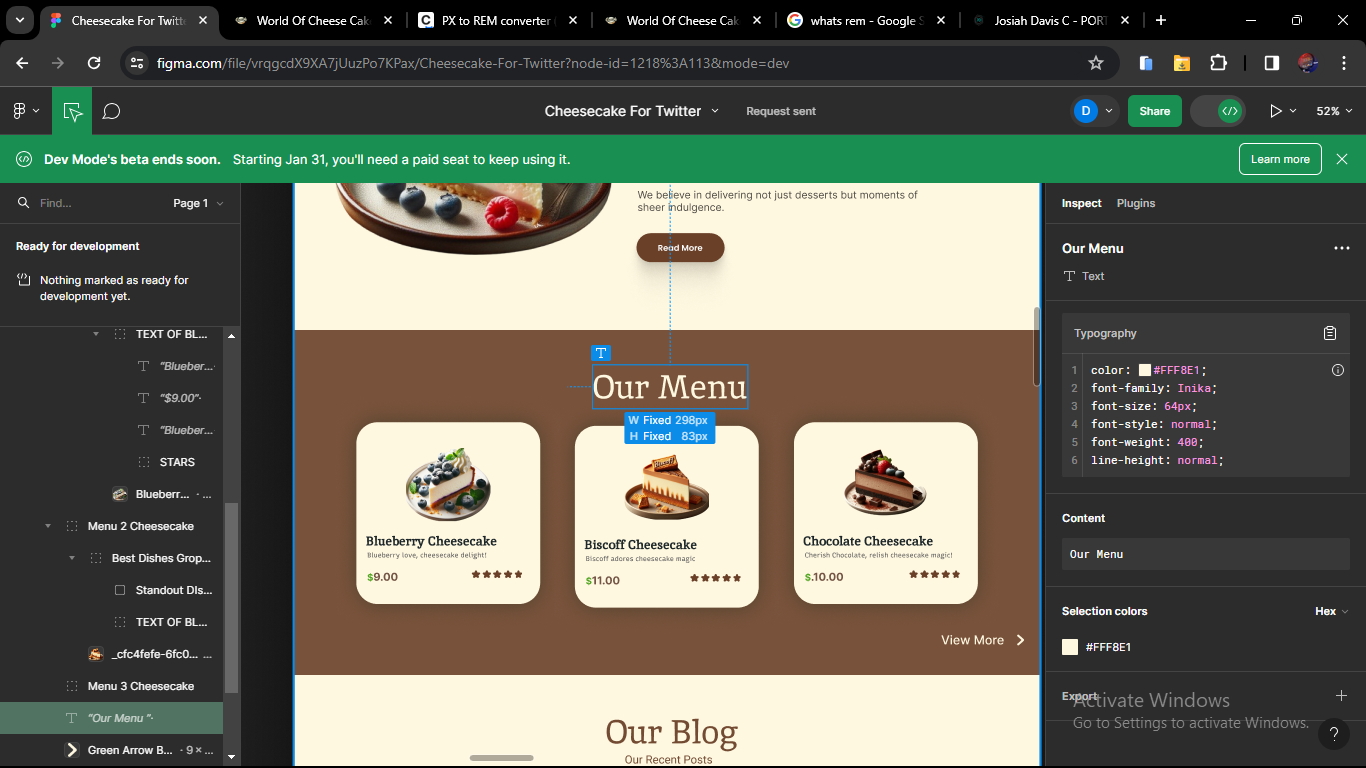 Cheesecake For Twitt
World Of Cheese Cak
PX to REM converter (
World Of Cheese Cak
whats rem - Google S
Josiah Davis C - PORT
figma.com/file/vrqgcdX9XA7jUuzPo7KPax/Cheesecake-For-Twitter?node-id=1218%3A113&mode=dev
Cheesecake For Twitter
Request sent
D
Share
52%
Dev Mode's beta ends soon. Starting Jan 31, you'll need a paid seat to keep using it.
Learn more
Find...
Page 1
Ready for development
Nothing marked as ready for
development yet.
TEXT OF BL...
"Blueber...
"$9.00"
"Blueber...
STARS
Blueberr... - ...
Menu 2 Cheesecake
Best Dishes Grop...
Standout DIs...
TEXT OF BL...
_cfc4fefe-6fc0... ...
Menu 3 Cheesecake
"Our Menu "
Green Arrow B... - 9 × ...
We believe in delivering not just desserts but moments of
sheer indulgence.
Read More
T
Our Menu
W Fixed 298px
H Fixed 83px
Biscoff
Blueberry Cheesecake
Blueberry love, cheesecake delight!
$9.00
Biscoff Cheesecake
Biscoff adores cheesecake magic
$11.00
Chocolate Cheesecake
Cherish Chocolate, relish cheesecake magic!
$.10.00
View More
Our Blog
Our Recent Posts
Inspect
Plugins
Our Menu
Text
Typography
1 color: #FFF8E1;
2 font-family: Inika;
3 font-size: 64px;
4 font-style: normal;
5 font-weight: 400;
6 line-height: normal;
Content
Our Menu
Selection colors
Hex
#FFF8E1
Export
Activate Windows
Go to Settings to activate Windows.
?